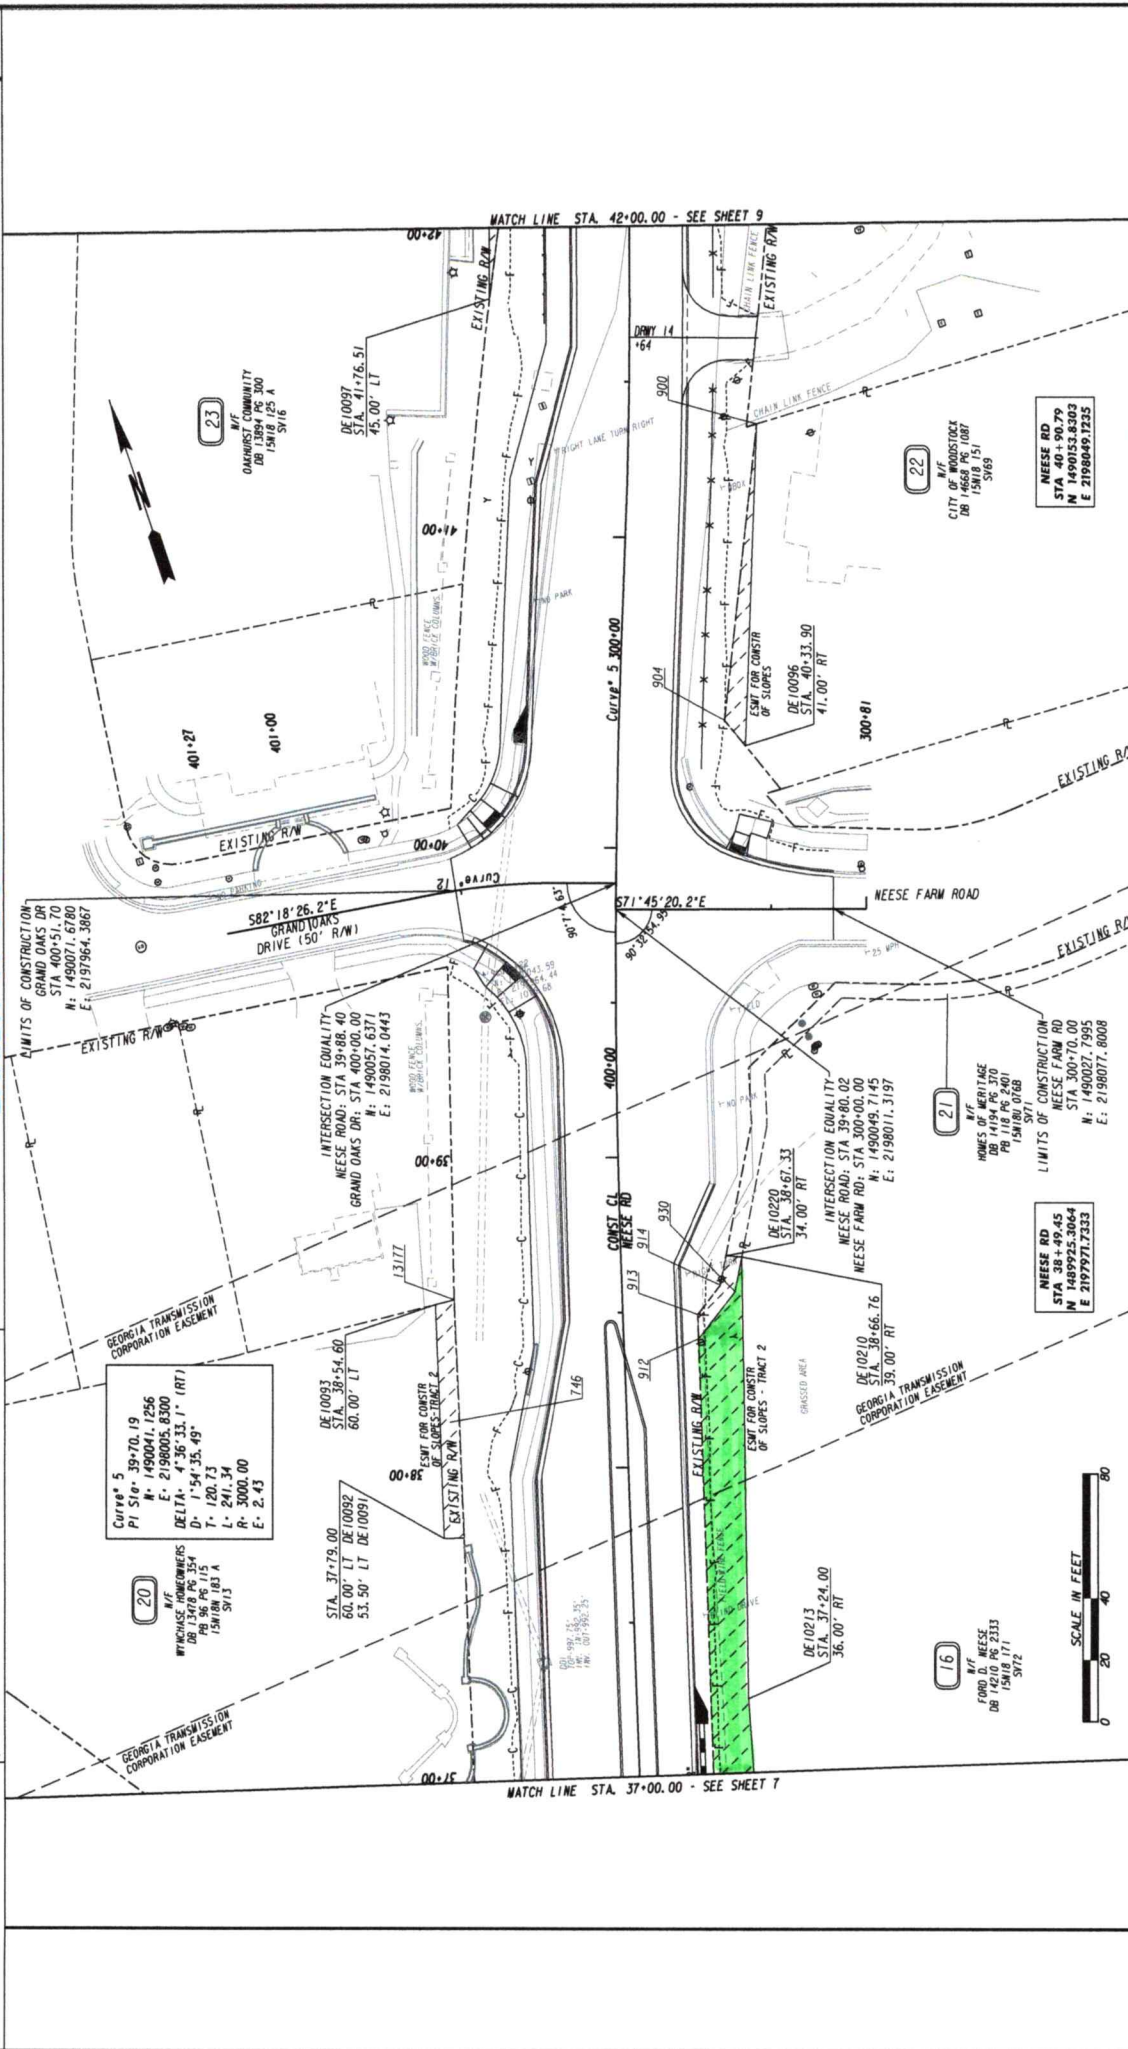 MATCH LINE STA. 42+00.00 - SEE SHEET 9
42+00
EXISTING R/W
CHAIN LINK FENCE
EXISTING R/W
DRWY 14
+64
23
N/F
OAKHURST COMMUNITY
DB 13894 PG 300
15N18 125 A
SV16
DE10097
STA. 41+76.51
45.00' LT
N
RIGHT LANE TURN RIGHT
900
CHAIN LINK FENCE
22
N/F
CITY OF WOODSTOCK
DB 14668 PG 1087
15N18 151
SV69
NEESE RD
STA 40+90.79
N 1490153.8303
E 2198049.1235
41+00
NO PARK
WOOD FENCE
W/BRICK COLUMNS
Curve# 5 300+00
904
ESMT FOR CONSTR
OF SLOPES
DE10096
STA. 40+33.90
41.00' RT
300+81
401+27
401+00
EXISTING R/W
EXISTING R/W
40+00
NO PARKING
Curve# 12
S82°18'26.2"E
GRAND OAKS
DRIVE (50' R/W)
S71°45'20.2"E
NEESE FARM ROAD
90°32'54.95"
LIMITS OF CONSTRUCTION
GRAND OAKS DR
STA 400+51.70
N: 1490071.6780
E: 2197964.3867
EXISTING R/W
EXISTING R/W
25 MPH
INTERSECTION EQUALITY
NEESE ROAD: STA 39+88.40
GRAND OAKS DR: STA 400+00.00
N: 1490057.6371
E: 2198014.0443
WOOD FENCE
W/BRICK COLUMNS
400+00
NO PARK
INTERSECTION EQUALITY
NEESE ROAD: STA 39+80.02
NEESE FARM RD: STA 300+00.00
N: 1490049.7145
E: 2198011.3197
21
N/F
HOMES OF MERITAGE
DB 14194 PG 370
PB 118 PG 2401
15N18U 076B
SV71
LIMITS OF CONSTRUCTION
NEESE FARM RD
STA 300+70.00
N: 1490027.7995
E: 2198077.8008
39+00
CONST CL
NEESE RD
DE10220
STA. 38+67.33
34.00' RT
930
914
913
912
13177
GEORGIA TRANSMISSION
CORPORATION EASEMENT
DE10093
STA. 38+54.60
60.00' LT
ESMT FOR CONSTR
OF SLOPES-TRACT 2
746
38+00
EXISTING R/W
EXISTING R/W
ESMT FOR CONSTR
OF SLOPES - TRACT 2
GRASSED AREA
DE10210
STA. 38+66.76
39.00' RT
GEORGIA TRANSMISSION
CORPORATION EASEMENT
NEESE RD
STA 38+49.45
N 1489925.3064
E 2197971.7333
Curve# 5
PI Sta= 39+70.19
N= 1490041.1256
E= 2198005.8300
DELTA= 4°36'33.1" (RT)
D= 1°54'35.49"
T= 120.73
L= 241.34
R= 3000.00
E= 2.43
20
N/F
WYNCHASE HOMEOWNERS
DB 13478 PG 354
PB 96 PG 115
15N18N 183 A
SV13
STA. 37+79.00
60.00' LT DE10092
53.50' LT DE10091
DE10213
STA. 37+24.00
36.00' RT
16
N/F
FORD D. NEESE
DB 14210 PG 2333
15N18 171
SV72
SCALE IN FEET
0 20 40 80
GEORGIA TRANSMISSION
CORPORATION EASEMENT
37+00
MATCH LINE STA. 37+00.00 - SEE SHEET 7